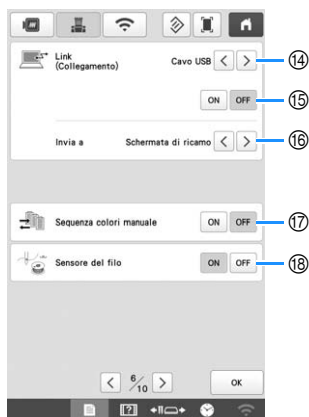 Link
(Collegamento)
Cavo USB
⑭
ON OFF
⑮
Invia a
Schermata di ricamo
⑯
Sequenza colori manuale
ON OFF
⑰
Sensore del filo
ON OFF
⑱
6/10
OK